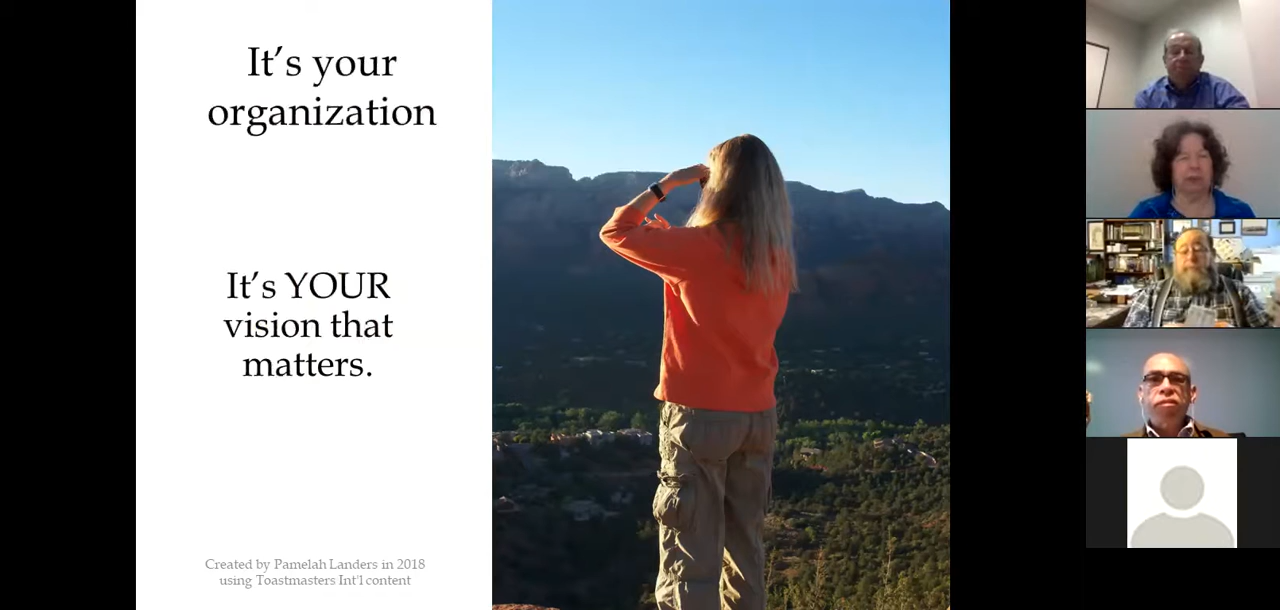 It's your
organization
It's YOUR
vision that
matters.
Created by Pamelah Landers in 2018
using Toastmasters Int'l content